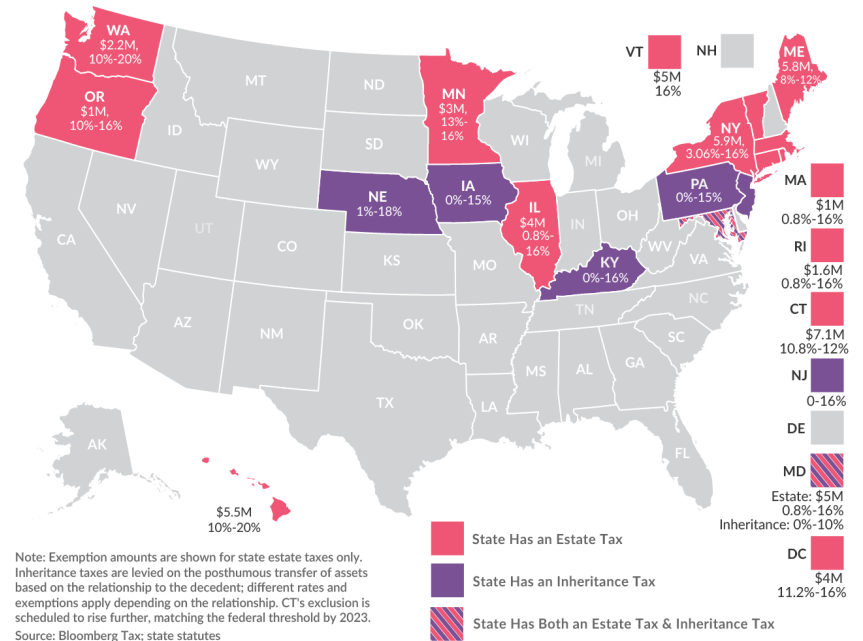 WA
$2.2M,
10%-20%
OR
$1M,
10%-16%
MT
ID
ND
SD
WY
MN
$3M,
13%-
16%
WI
MI
VT
$5M
16%
NH
ME
5.8M,
8%-12%
NY
5.9M,
3.06%-16%
NE
1%-18%
IA
0%-15%
IL
$4M
0.8%-
16%
PA
0%-15%
KY
0%-16%
IN
OH
WV
VA
NV
UT
CA
CO
KS
MO
AZ
NM
OK
AR
TN
NC
SC
MS
AL
GA
TX
LA
FL
AK
$5.5M
10%-20%
MA
$1M
0.8%-16%
RI
$1.6M
0.8%-16%
CT
$7.1M
10.8%-12%
NJ
0-16%
DE
MD
Estate: $5M
0.8%-16%
Inheritance: 0%-10%
DC
$4M
11.2%-16%
State Has an Estate Tax
State Has an Inheritance Tax
State Has Both an Estate Tax & Inheritance Tax
Note: Exemption amounts are shown for state estate taxes only.
Inheritance taxes are levied on the posthumous transfer of assets
based on the relationship to the decedent; different rates and
exemptions apply depending on the relationship. CT's exclusion is
scheduled to rise further, matching the federal threshold by 2023.
Source: Bloomberg Tax; state statutes